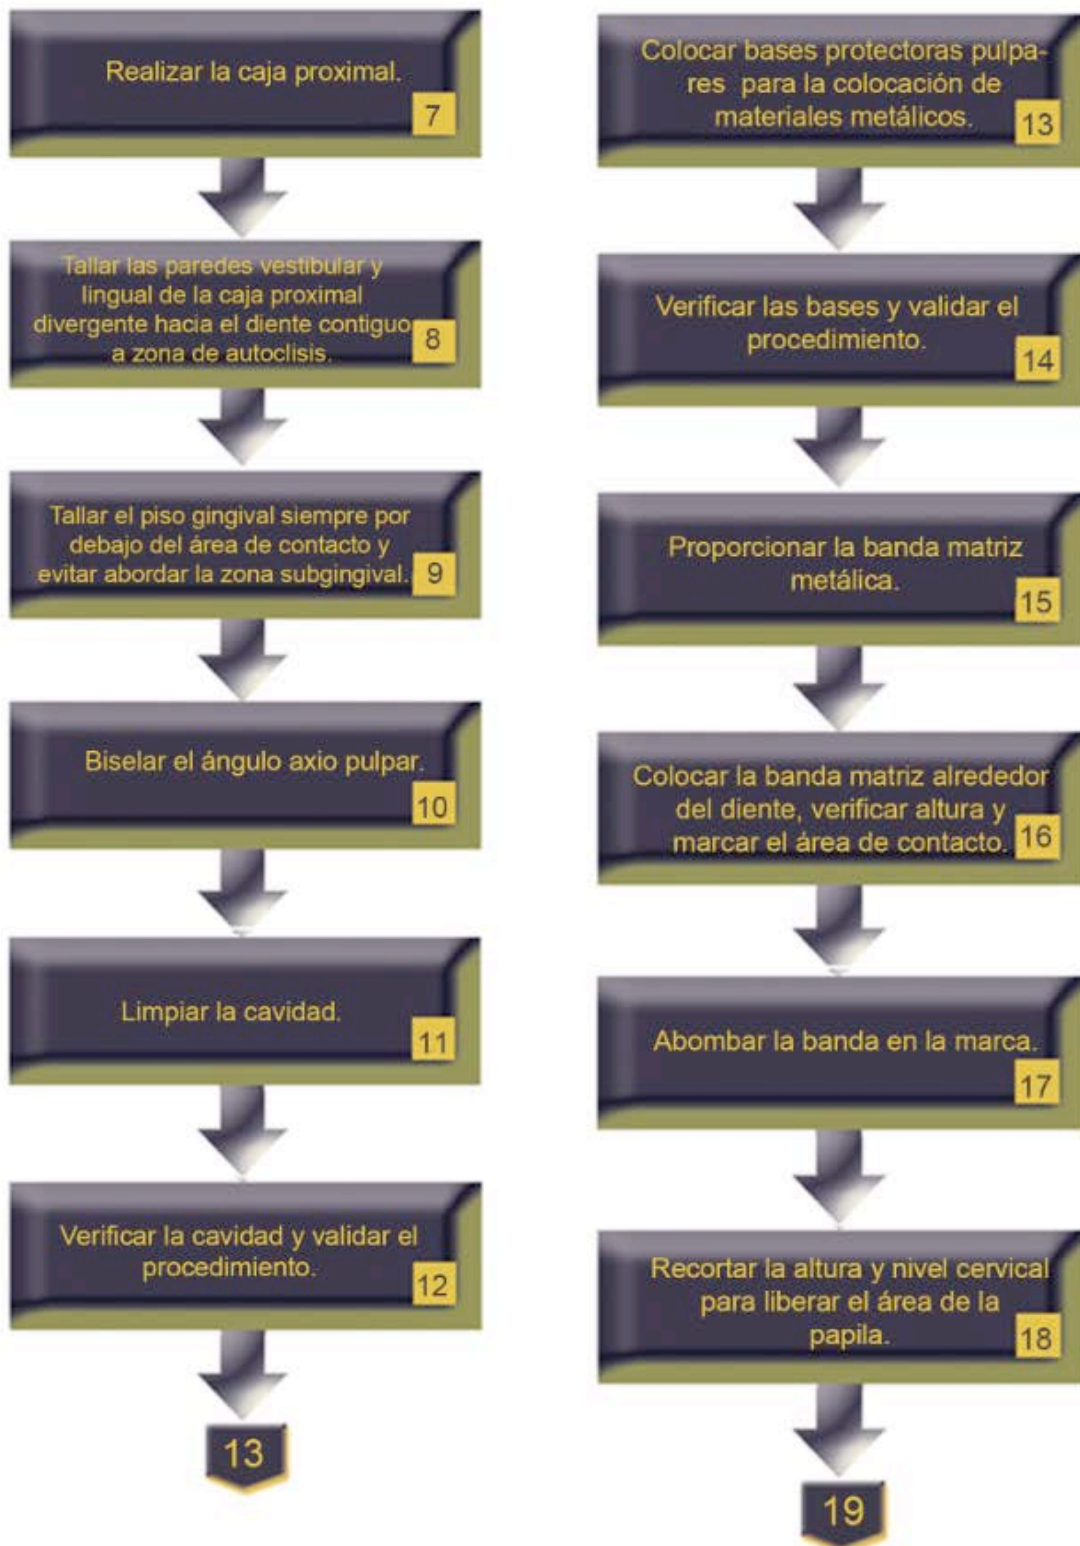 Realizar la caja proximal.
7
Tallar las paredes vestibular y
lingual de la caja proximal
divergente hacia el diente contiguo
a zona de autoclisis.
8
Tallar el piso gingival siempre por
debajo del área de contacto y
evitar abordar la zona subgingival.
9
Biselar el ángulo axio pulpar.
10
Limpiar la cavidad.
11
Verificar la cavidad y validar el
procedimiento.
12
13
Colocar bases protectoras pulpa-
res para la colocación de
materiales metálicos.
13
Verificar las bases y validar el
procedimiento.
14
Proporcionar la banda matriz
metálica.
15
Colocar la banda matriz alrededor
del diente, verificar altura y
marcar el área de contacto.
16
Abombar la banda en la marca.
17
Recortar la altura y nivel cervical
para liberar el área de la
papila.
18
19